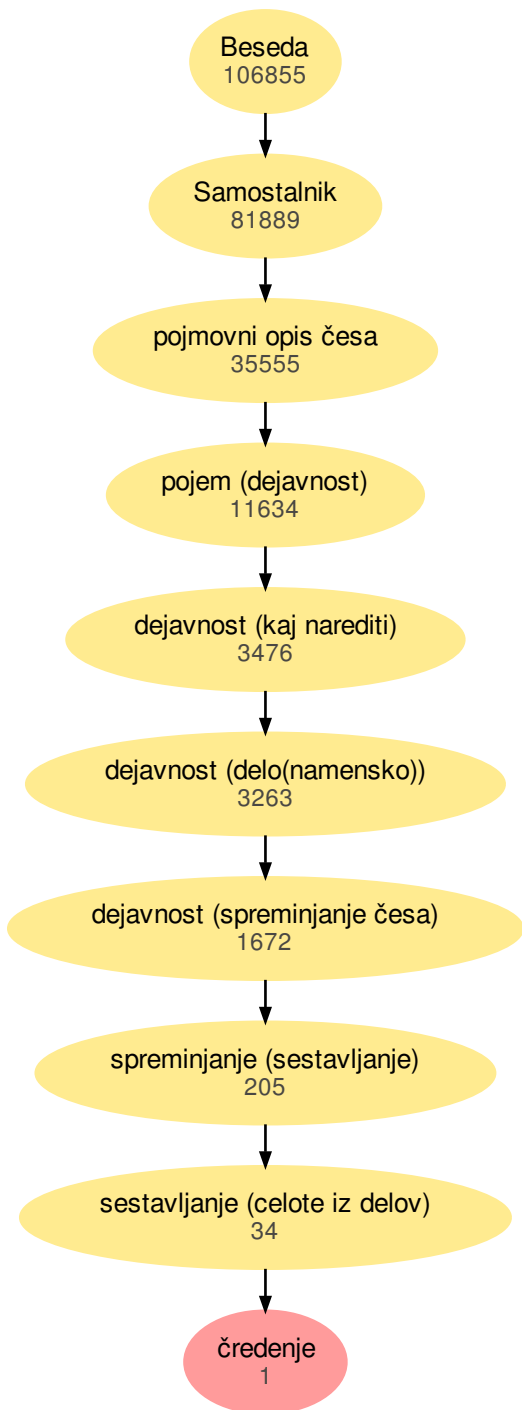 Beseda
106855
Samostalnik
81889
pojmovni opis česa
35555
pojem (dejavnost)
11634
dejavnost (kaj narediti)
3476
dejavnost (delo(namensko))
3263
dejavnost (spreminjanje česa)
1672
spreminjanje (sestavljanje)
205
sestavljanje (celote iz delov)
34
čredenje
1